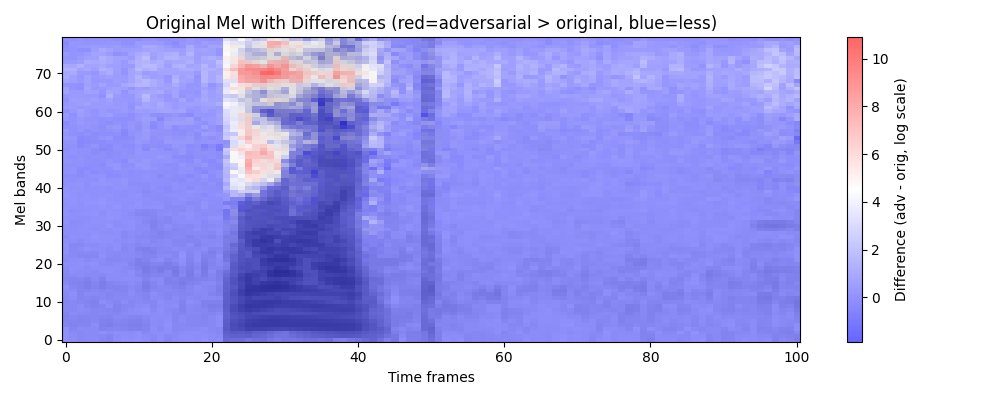 Original Mel with Differences (red=adversarial > original, blue=less)
Mel bands
70
60
50
40
30
20
10
0
0 20 40 60 80 100
Time frames
10
8
6
4
2
0
Difference (adv - orig, log scale)